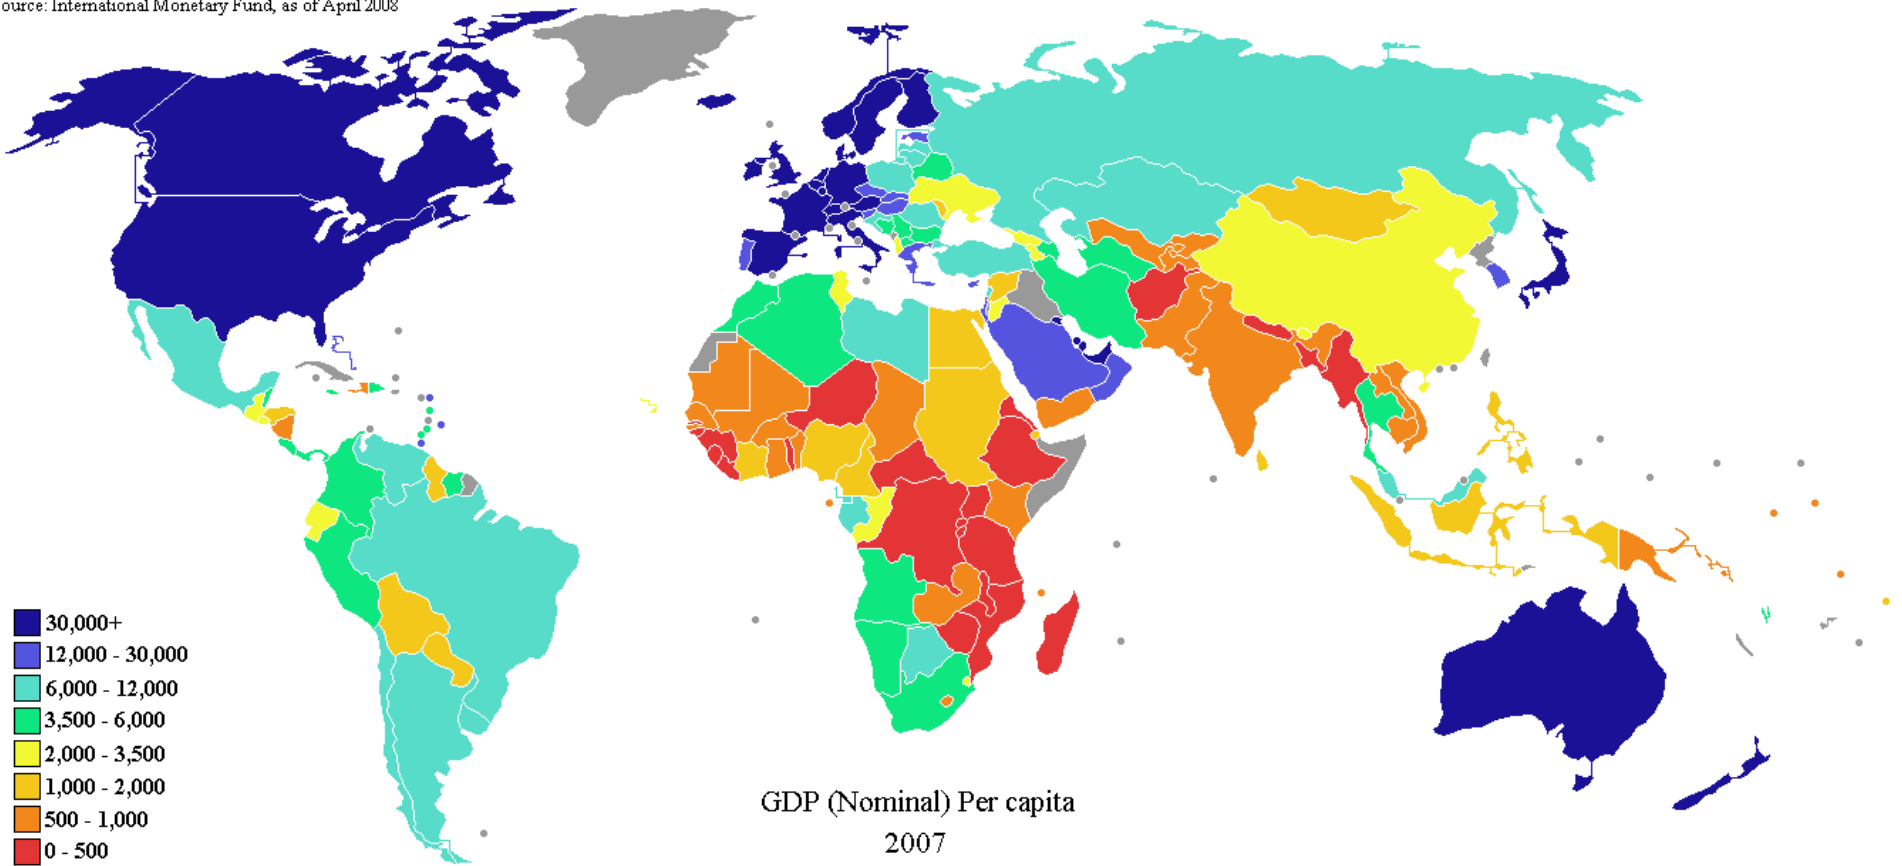 ource: International Monetary Fund, as of April 2008
30,000+
12,000 - 30,000
6,000 - 12,000
3,500 - 6,000
2,000 - 3,500
1,000 - 2,000
500 - 1,000
0 - 500
GDP (Nominal) Per capita
2007